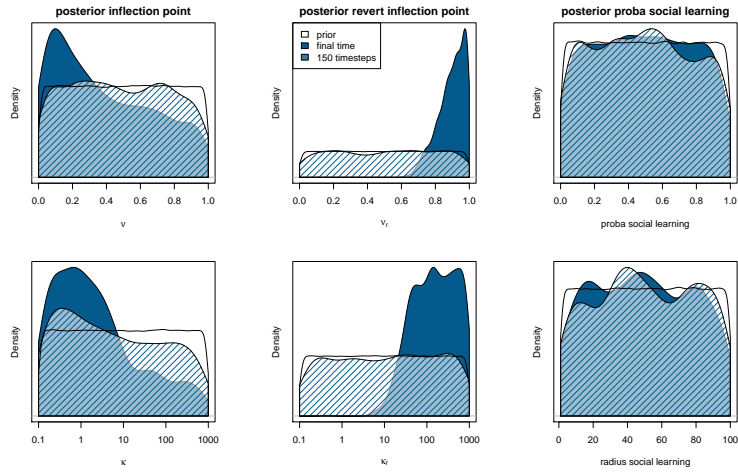 posterior inflection point
Density
0.0 0.2 0.4 0.6 0.8 1.0
ν
posterior revert inflection point
prior
final time
150 timesteps
Density
0.0 0.2 0.4 0.6 0.8 1.0
νr
posterior proba social learning
Density
0.0 0.2 0.4 0.6 0.8 1.0
proba social learning
Density
0.1 1 10 100 1000
κ
Density
0.1 1 10 100 1000
κr
Density
0 20 40 60 80 100
radius social learning